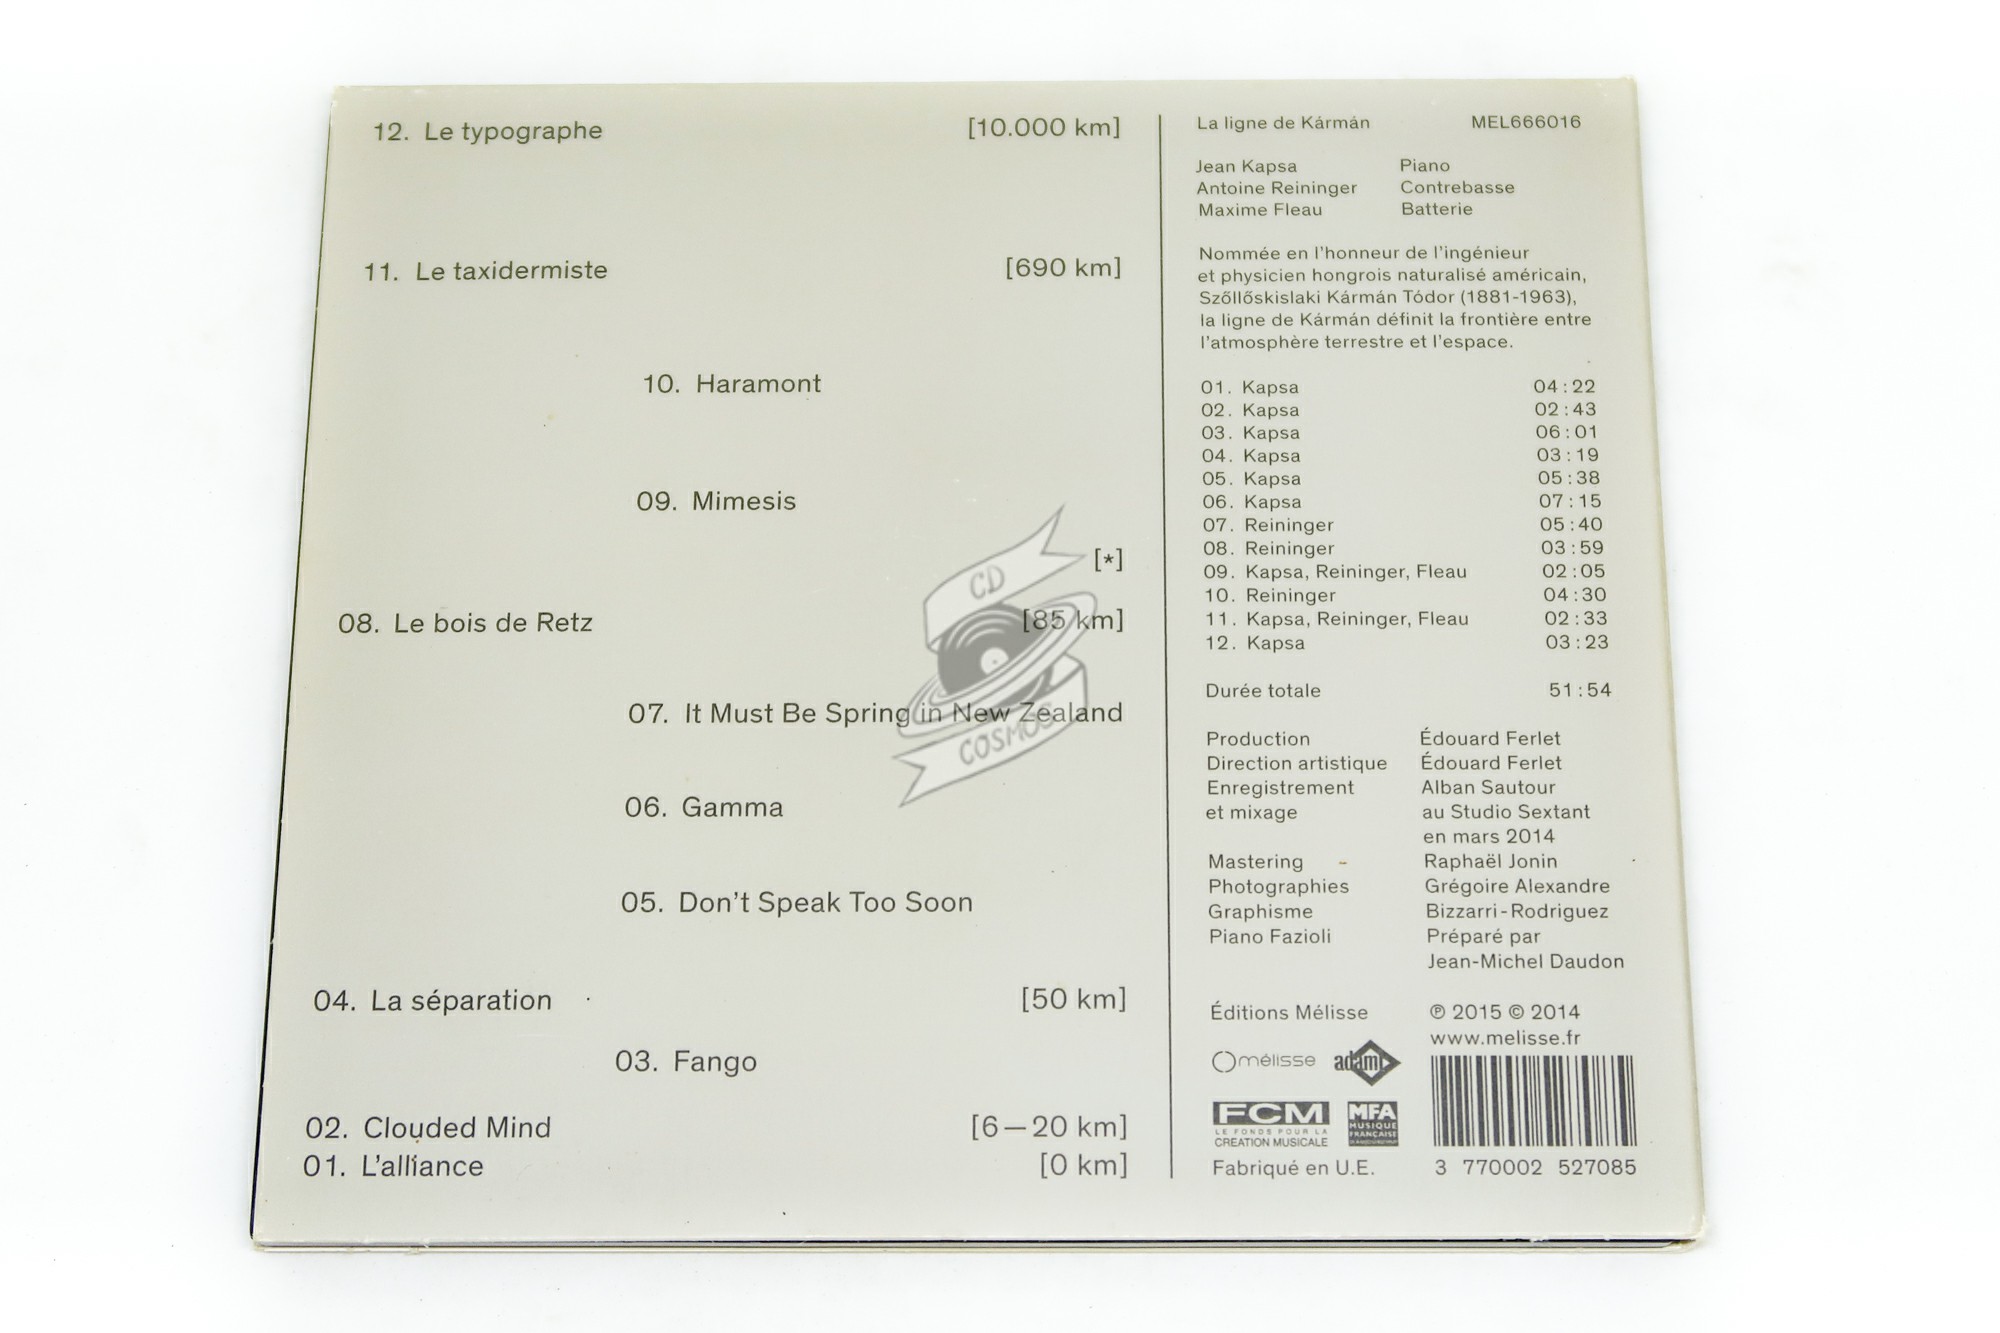 12. Le typographe [10.000 km]
11. Le taxidermiste [690 km]
10. Haramont
09. Mimesis
[*]
08. Le bois de Retz [85 km]
07. It Must Be Spring in New Zealand
06. Gamma
05. Don't Speak Too Soon
04. La séparation [50 km]
03. Fango
02. Clouded Mind [6—20 km]
01. L'alliance [0 km]
CD
COSMOS
La ligne de Kármán MEL666016
Jean Kapsa Piano
Antoine Reininger Contrebasse
Maxime Fleau Batterie
Nommée en l'honneur de l'ingénieur
et physicien hongrois naturalisé américain,
Szőllőskislaki Kármán Tódor (1881-1963),
la ligne de Kármán définit la frontière entre
l'atmosphère terrestre et l'espace.
01. Kapsa 04:22
02. Kapsa 02:43
03. Kapsa 06:01
04. Kapsa 03:19
05. Kapsa 05:38
06. Kapsa 07:15
07. Reininger 05:40
08. Reininger 03:59
09. Kapsa, Reininger, Fleau 02:05
10. Reininger 04:30
11. Kapsa, Reininger, Fleau 02:33
12. Kapsa 03:23
Durée totale 51:54
Production Édouard Ferlet
Direction artistique Édouard Ferlet
Enregistrement Alban Sautour
et mixage au Studio Sextant
en mars 2014
Mastering Raphaël Jonin
Photographies Grégoire Alexandre
Graphisme Bizzarri-Rodriguez
Piano Fazioli Préparé par
Jean-Michel Daudon
Éditions Mélisse ℗ 2015 © 2014
www.melisse.fr
mélisse adami
FCM MFA
LE FONDS POUR LA MUSIQUE
CREATION MUSICALE FRANÇAISE
Fabriqué en U.E. 3 770002 527085